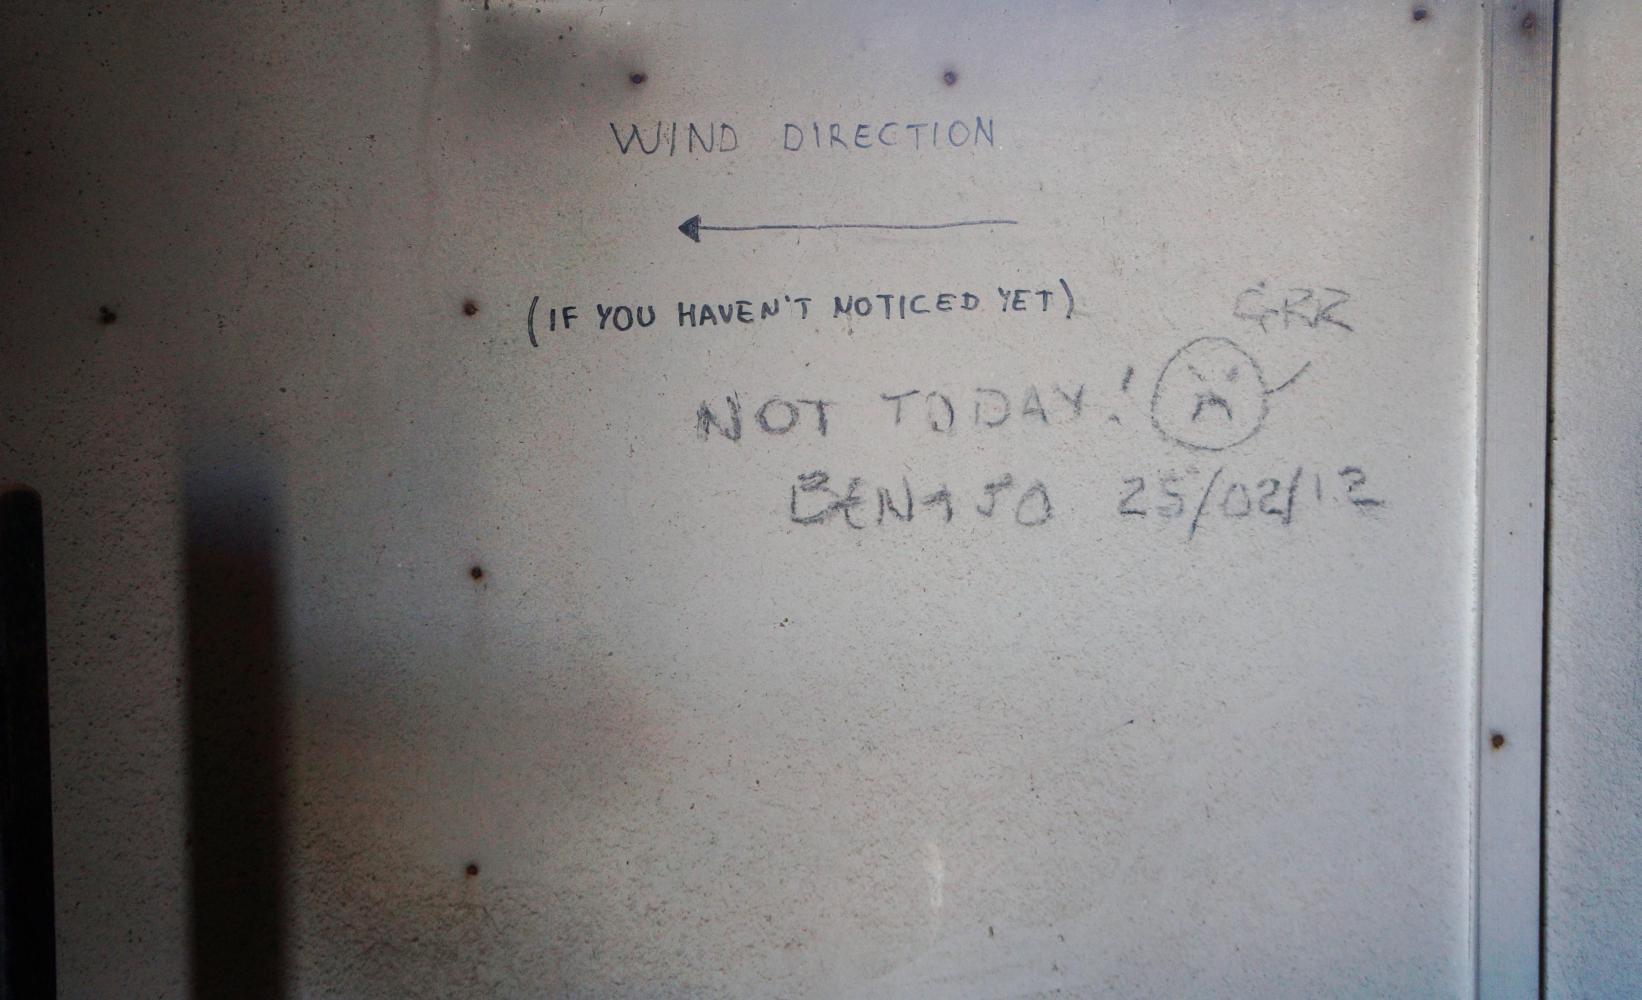 WIND DIRECTION
(IF YOU HAVEN'T NOTICED YET)
GRR
NOT TODAY!
BEN + JO 25/02/12